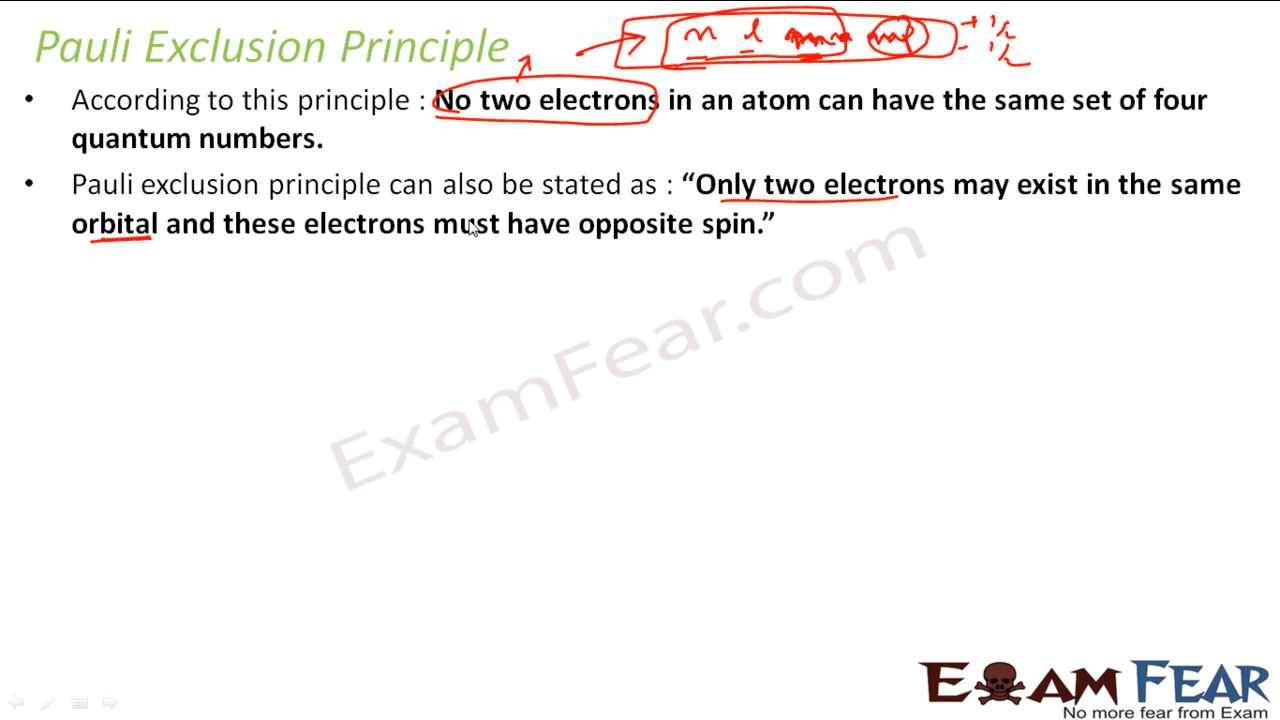 Pauli Exclusion Principle
n l
+ 1/2
- 1/2
• According to this principle : No two electrons in an atom can have the same set of four
quantum numbers.
• Pauli exclusion principle can also be stated as : “Only two electrons may exist in the same
orbital and these electrons must have opposite spin.”
ExamFear.com
EXAM FEAR
No more fear from Exam